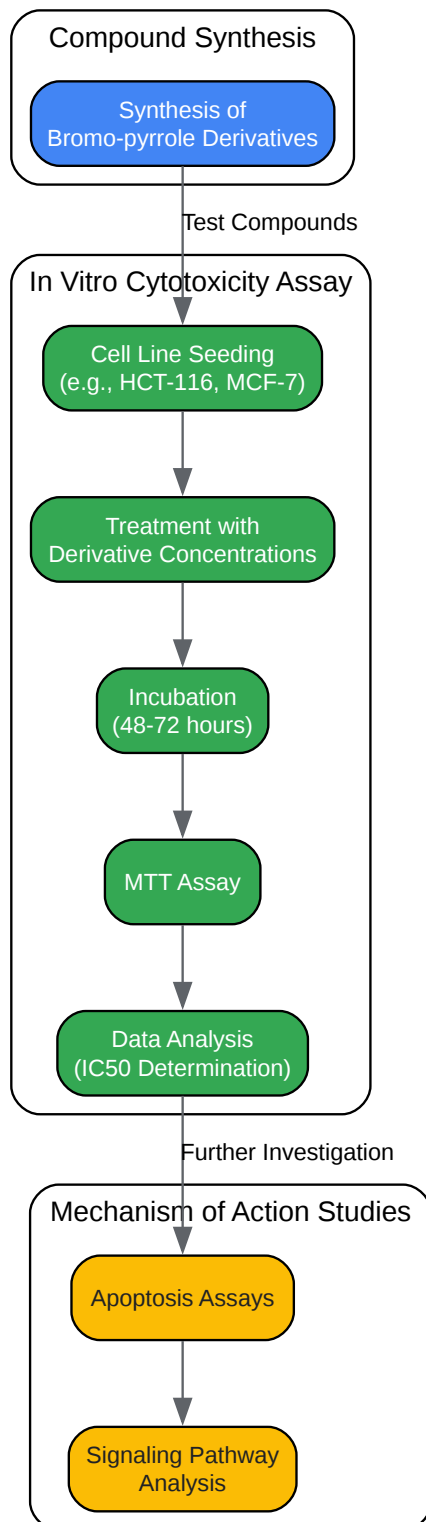 Compound Synthesis
Synthesis of
Bromo-pyrrole Derivatives
Test Compounds
In Vitro Cytotoxicity Assay
Cell Line Seeding
(e.g., HCT-116, MCF-7)
Treatment with
Derivative Concentrations
Incubation
(48-72 hours)
MTT Assay
Data Analysis
(IC50 Determination)
Further Investigation
Mechanism of Action Studies
Apoptosis Assays
Signaling Pathway
Analysis